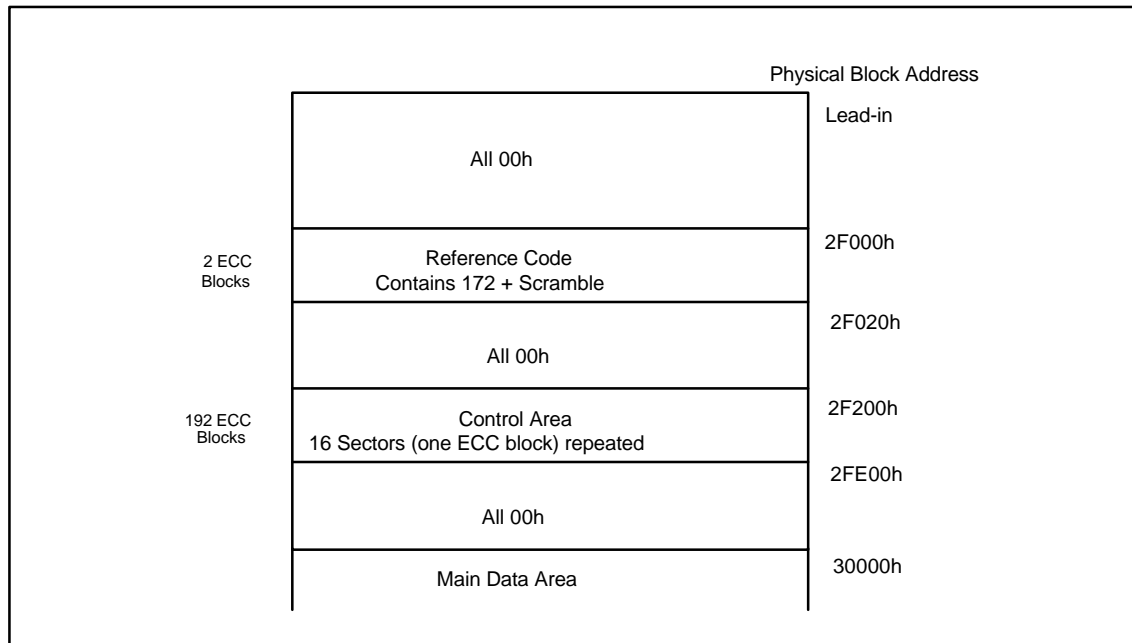 Physical Block Address
Lead-in
All 00h
2F000h
2 ECC
Blocks
Reference Code
Contains 172 + Scramble
2F020h
All 00h
2F200h
192 ECC
Blocks
Control Area
16 Sectors (one ECC block) repeated
2FE00h
All 00h
30000h
Main Data Area